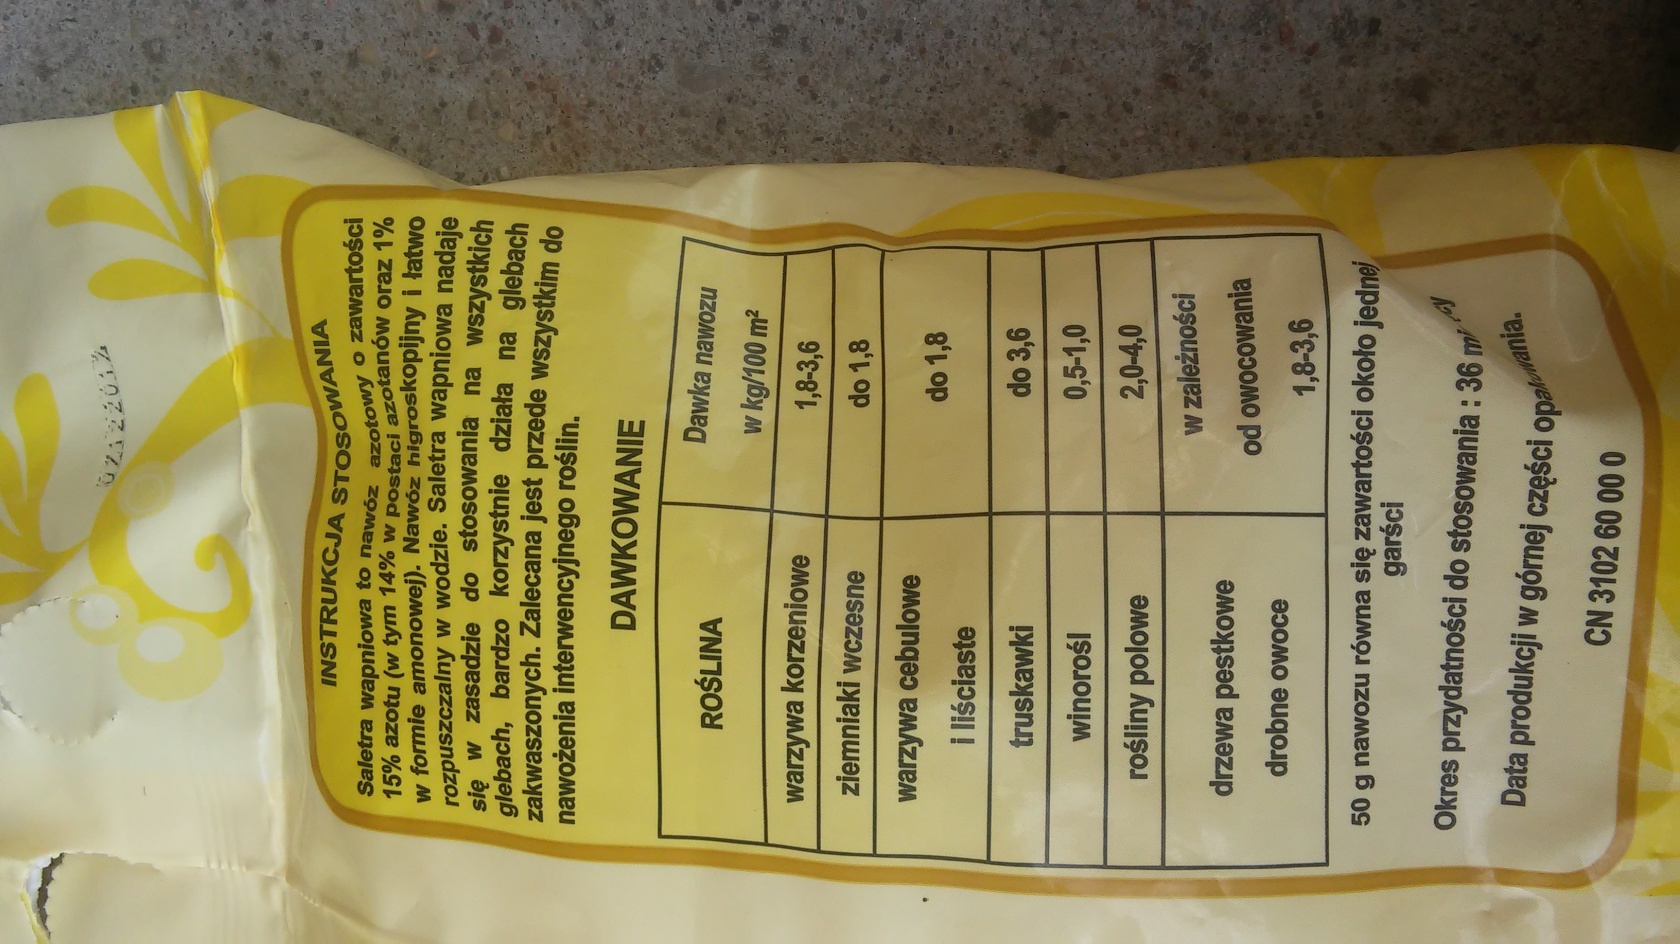 INSTRUKCJA STOSOWANIA
Saletra wapniowa to nawóz azotowy o zawartości
15% azotu (w tym 14% w postaci azotanów oraz 1%
w formie amonowej). Nawóz higroskopijny i łatwo
rozpuszczalny w wodzie. Saletra wapniowa nadaje
się w zasadzie do stosowania na wszystkich
glebach, bardzo korzystnie działa na glebach
zakwaszonych. Zalecana jest przede wszystkim do
nawożenia interwencyjnego roślin.
DAWKOWANIE
ROŚLINA Dawka nawozu
w kg/100 m²
warzywa korzeniowe 1,8-3,6
ziemniaki wczesne do 1,8
warzywa cebulowe do 1,8
i liściaste
truskawki do 3,6
winorośl 0,5-1,0
rośliny polowe 2,0-4,0
drzewa pestkowe w zależności
drobne owoce od owocowania
1,8-3,6
50 g nawozu równa się zawartości około jednej
garści
Okres przydatności do stosowania : 36
Data produkcji w górnej części opakowania.
CN 3102 60 00 0